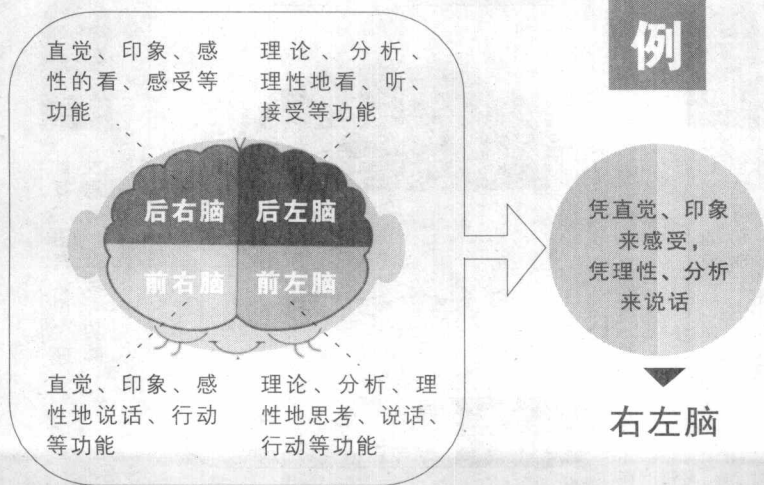 直觉、印象、感
性的看、感受等
功能
理论、分析、
理性地看、听、
接受等功能
例
后右脑
后左脑
前右脑
前左脑
直觉、印象、感
性地说话、行动
等功能
理论、分析、理
性地思考、说话、
行动等功能
凭直觉、印象
来感受，
凭理性、分析
来说话
右左脑